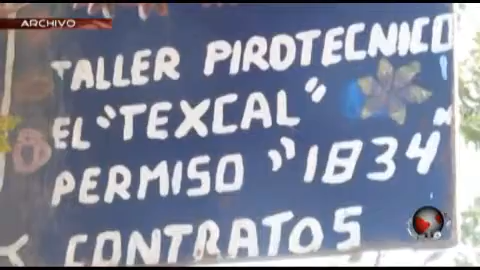 ARCHIVO
TALLER PIROTECNICO
EL "TEXCAL"
PERMISO "1834"
Y CONTRATOS